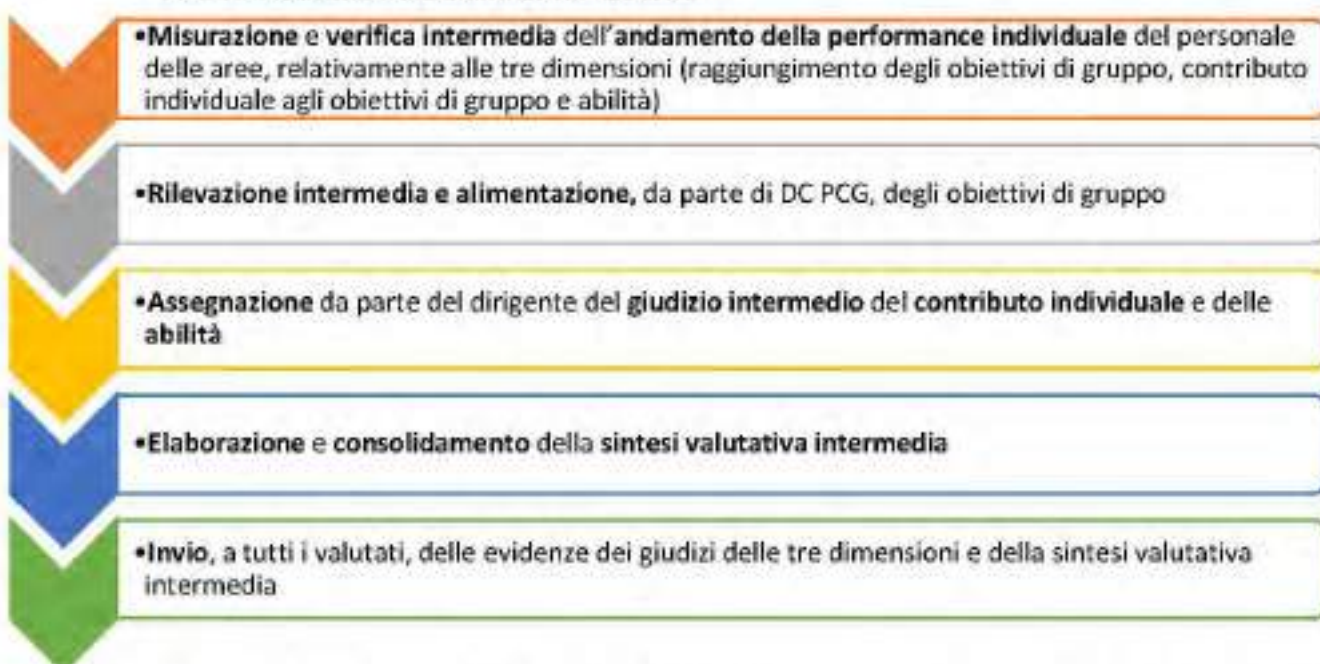 •Misurazione e verifica intermedia dell'andamento della performance individuale del personale
delle aree, relativamente alle tre dimensioni (raggiungimento degli obiettivi di gruppo, contributo
individuale agli obiettivi di gruppo e abilità)
•Rilevazione intermedia e alimentazione, da parte di DC PCG, degli obiettivi di gruppo
•Assegnazione da parte del dirigente del giudizio intermedio del contributo individuale e delle
abilità
•Elaborazione e consolidamento della sintesi valutativa intermedia
•Invio, a tutti i valutati, delle evidenze dei giudizi delle tre dimensioni e della sintesi valutativa
intermedia